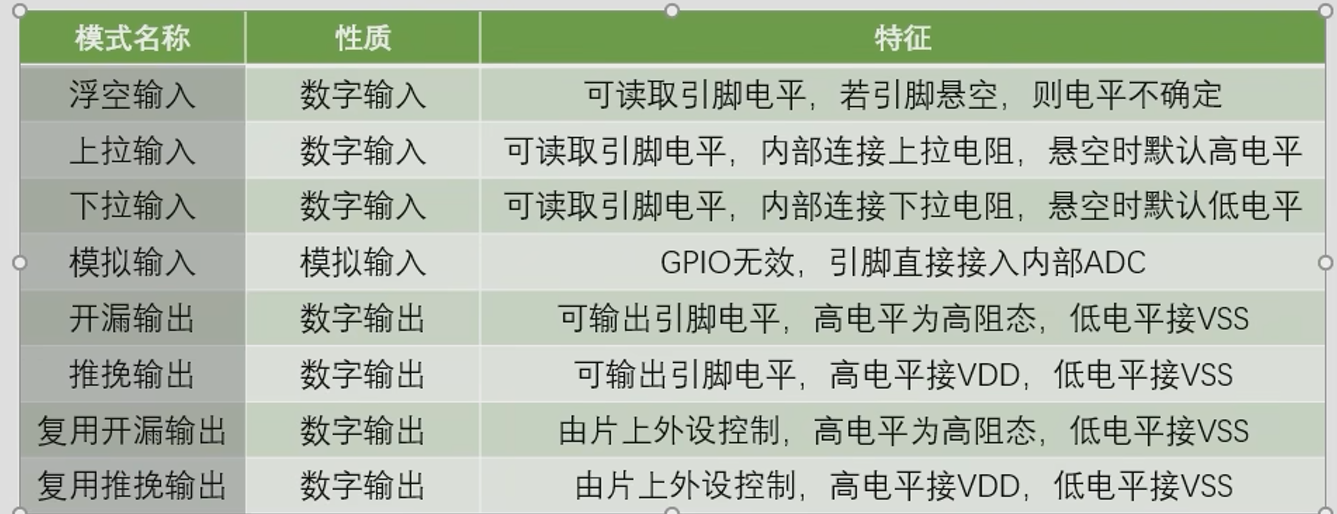 模式名称 性质 特征
浮空输入 数字输入 可读取引脚电平，若引脚悬空，则电平不确定
上拉输入 数字输入 可读取引脚电平，内部连接上拉电阻，悬空时默认高电平
下拉输入 数字输入 可读取引脚电平，内部连接下拉电阻，悬空时默认低电平
模拟输入 模拟输入 GPIO无效，引脚直接接入内部ADC
开漏输出 数字输出 可输出引脚电平，高电平为高阻态，低电平接VSS
推挽输出 数字输出 可输出引脚电平，高电平接VDD，低电平接VSS
复用开漏输出 数字输出 由片上外设控制，高电平为高阻态，低电平接VSS
复用推挽输出 数字输出 由片上外设控制，高电平接VDD，低电平接VSS